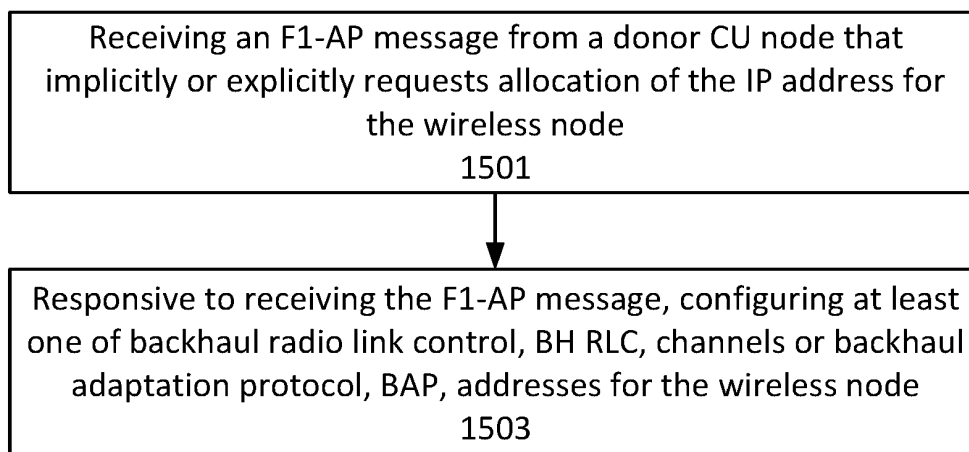 Receiving an F1-AP message from a donor CU node that
implicitly or explicitly requests allocation of the IP address for
the wireless node
1501
Responsive to receiving the F1-AP message, configuring at least
one of backhaul radio link control, BH RLC, channels or backhaul
adaptation protocol, BAP, addresses for the wireless node
1503